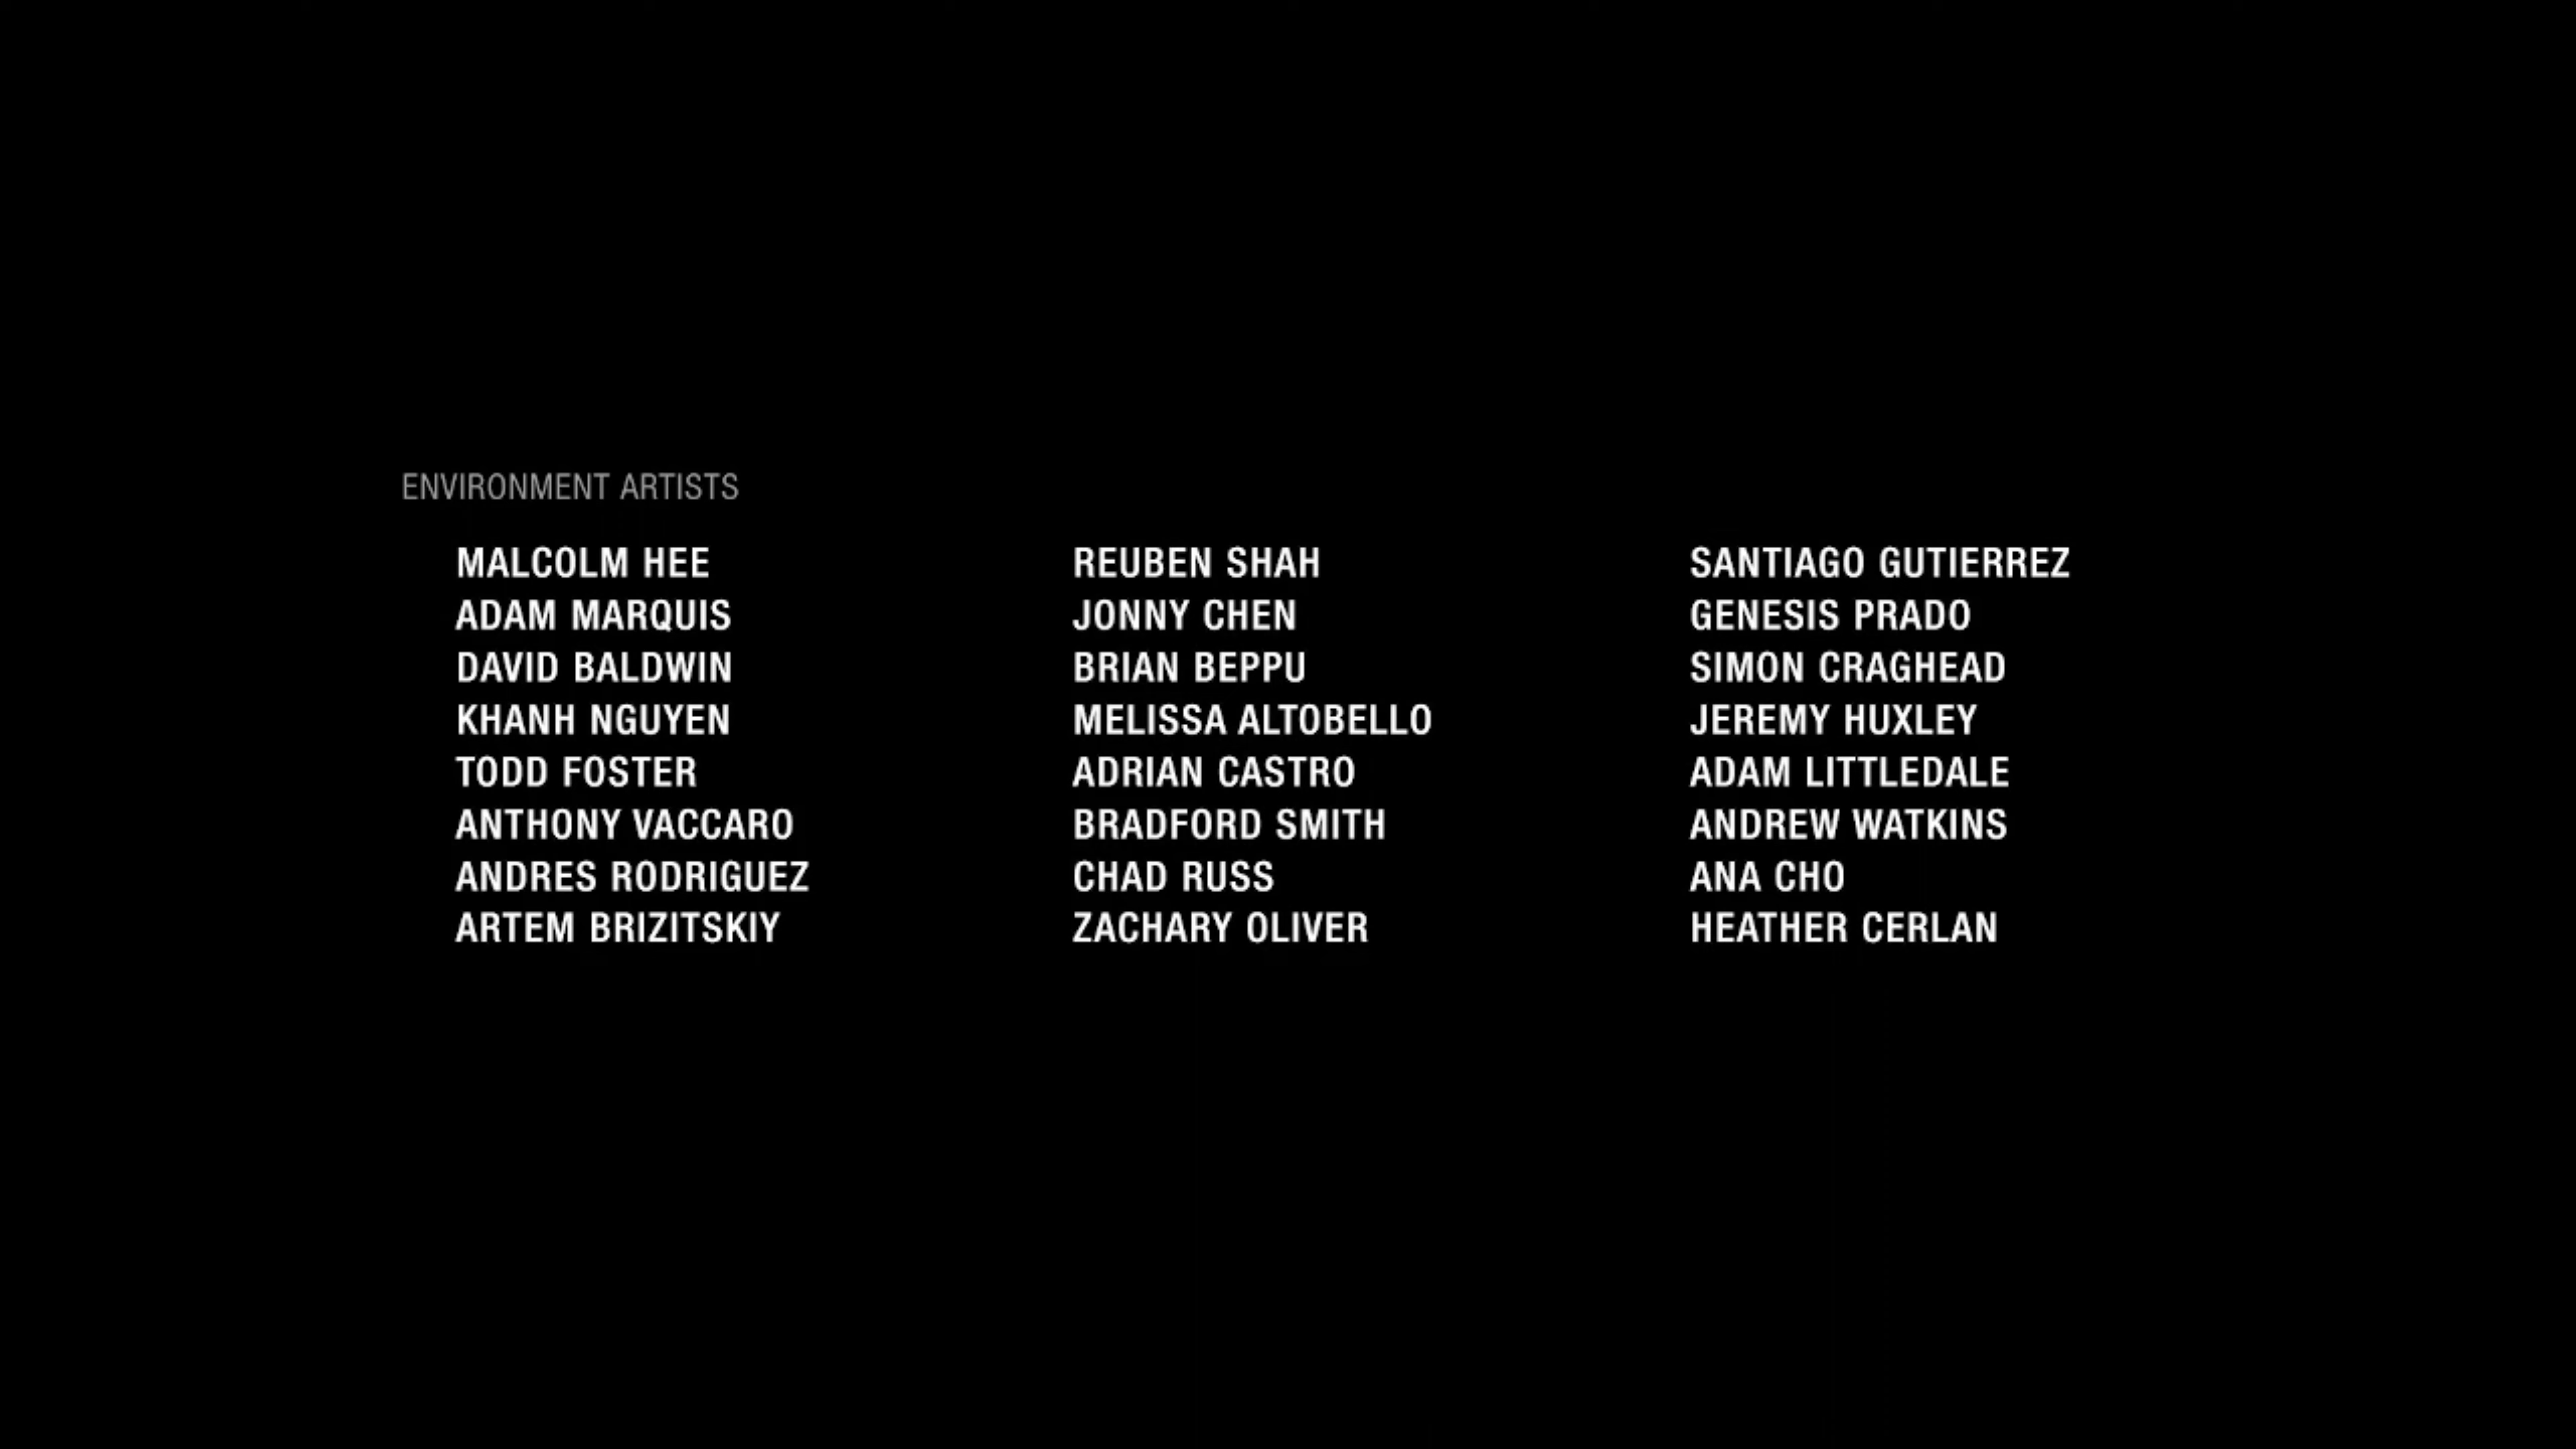 ENVIRONMENT ARTISTS
MALCOLM HEE
ADAM MARQUIS
DAVID BALDWIN
KHANH NGUYEN
TODD FOSTER
ANTHONY VACCARO
ANDRES RODRIGUEZ
ARTEM BRIZITSKIY
REUBEN SHAH
JONNY CHEN
BRIAN BEPPU
MELISSA ALTOBELLO
ADRIAN CASTRO
BRADFORD SMITH
CHAD RUSS
ZACHARY OLIVER
SANTIAGO GUTIERREZ
GENESIS PRADO
SIMON CRAGHEAD
JEREMY HUXLEY
ADAM LITTLEDALE
ANDREW WATKINS
ANA CHO
HEATHER CERLAN